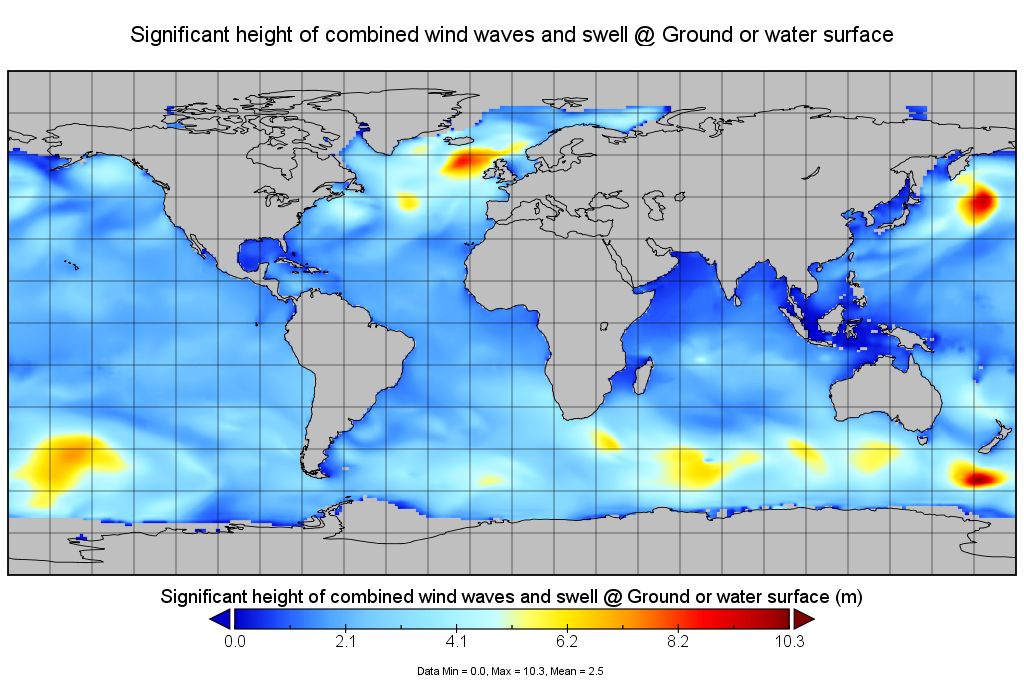 Significant height of combined wind waves and swell @ Ground or water surface
Significant height of combined wind waves and swell @ Ground or water surface (m)
0.0 2.1 4.1 6.2 8.2 10.3
Data Min = 0.0, Max = 10.3, Mean = 2.5